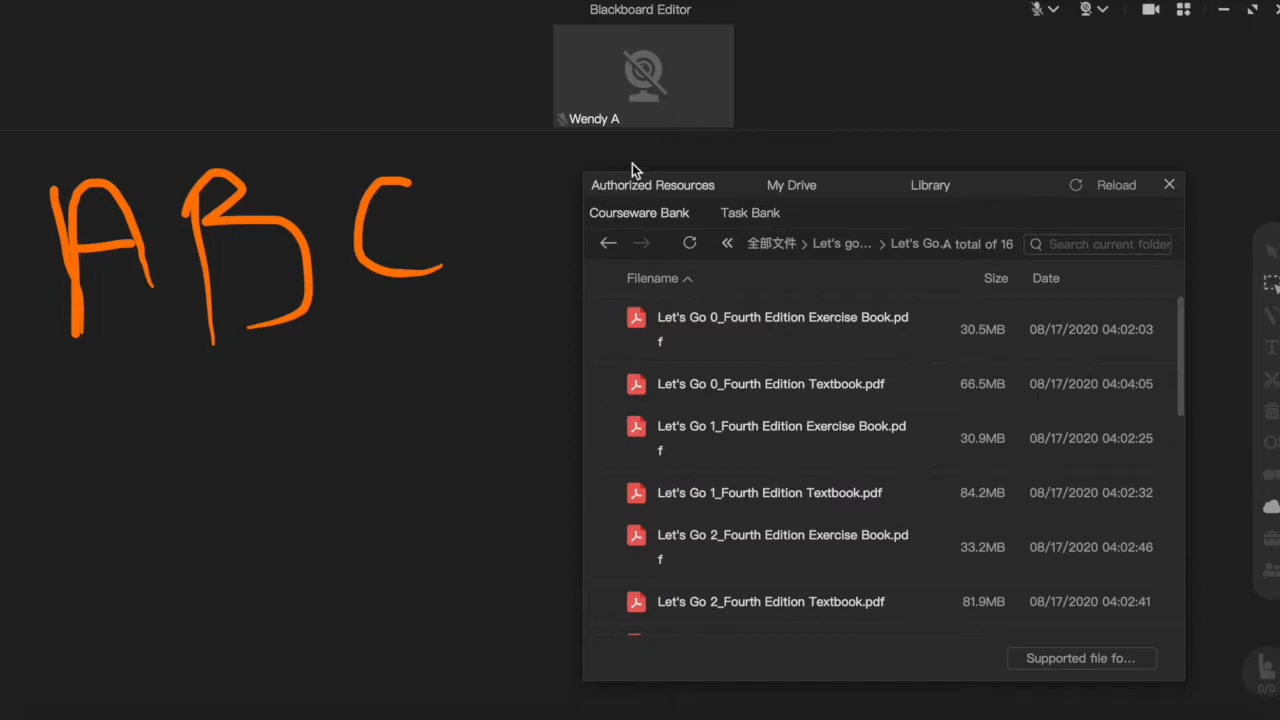 Blackboard Editor
Wendy A
A B C
Authorized Resources My Drive Library Reload
Courseware Bank Task Bank
全部文件 Let's go... Let's Go. A total of 16 Search current folder
Filename Size Date
Let's Go 0_Fourth Edition Exercise Book.pd
f
30.5MB 08/17/2020 04:02:03
Let's Go 0_Fourth Edition Textbook.pdf 66.5MB 08/17/2020 04:04:05
Let's Go 1_Fourth Edition Exercise Book.pd
f
30.9MB 08/17/2020 04:02:25
Let's Go 1_Fourth Edition Textbook.pdf 84.2MB 08/17/2020 04:02:32
Let's Go 2_Fourth Edition Exercise Book.pd
f
33.2MB 08/17/2020 04:02:46
Let's Go 2_Fourth Edition Textbook.pdf 81.9MB 08/17/2020 04:02:41
Supported file fo...
0/0